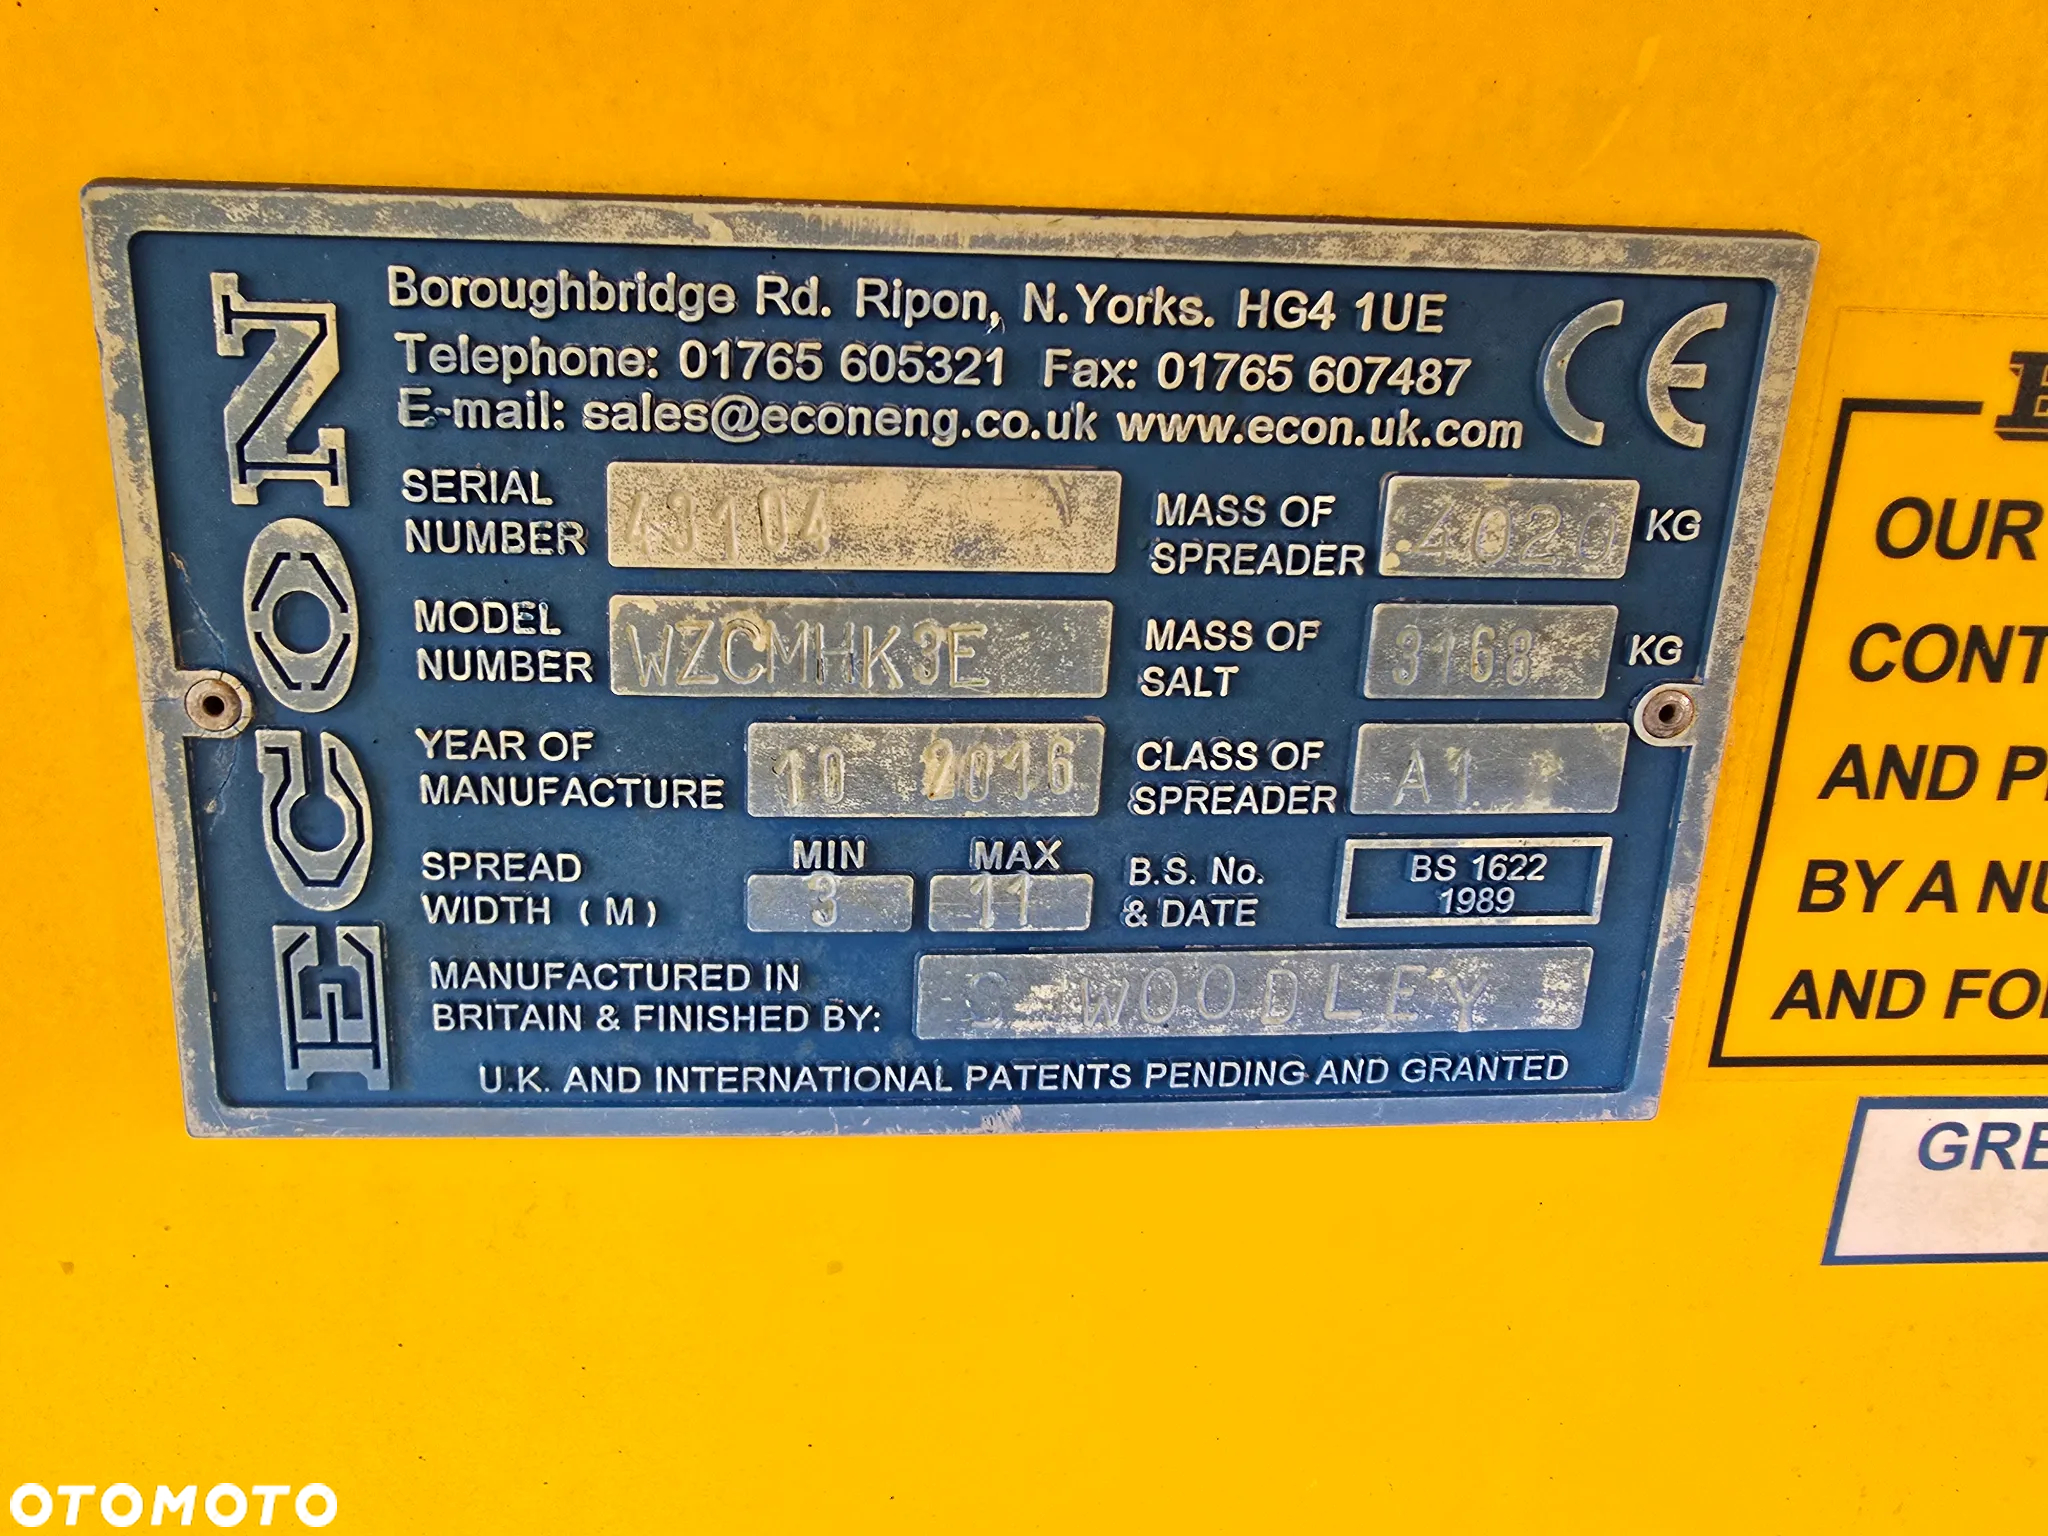 ECON
Boroughbridge Rd. Ripon, N.Yorks. HG4 1UE
Telephone: 01765 605321 Fax: 01765 607487
E-mail: sales@econeng.co.uk www.econ.uk.com
CE
SERIAL NUMBER 43104
MODEL NUMBER WZCMHK3E
YEAR OF MANUFACTURE 10 2016
SPREAD WIDTH (M) MIN 3 MAX 11
MASS OF SPREADER 4020 KG
MASS OF SALT 3168 KG
CLASS OF SPREADER A1
B.S. No. & DATE BS 1622 1989
MANUFACTURED IN
BRITAIN & FINISHED BY: S WOODLEY
U.K. AND INTERNATIONAL PATENTS PENDING AND GRANTED
OUR
CONT
AND P
BY A NU
AND FO
GRE
OTOMOTO